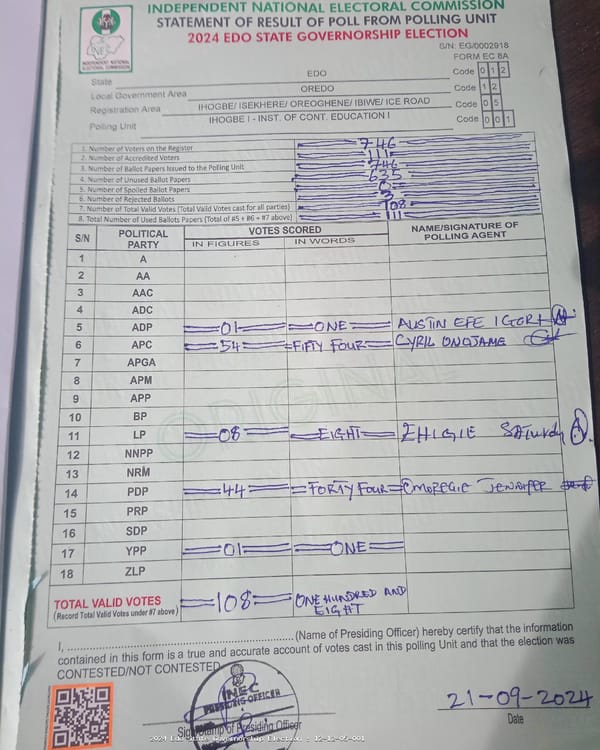 INDEPENDENT NATIONAL ELECTORAL COMMISSION
STATEMENT OF RESULT OF POLL FROM POLLING UNIT
2024 EDO STATE GOVERNORSHIP ELECTION
S/N: EG/0002918
FORM EC 8A
INEC
INDEPENDENT NATIONAL ELECTORAL COMMISSION
State EDO Code 0 1 2
Local Government Area OREDO Code 1 2
Registration Area IHOGBE/ ISEKHERE/ OREOGHENE/ IBIWE/ ICE ROAD Code 0 5
Polling Unit IHOGBE I - INST. OF CONT. EDUCATION I Code 0 0 1
1. Number of Voters on the Register 746
2. Number of Accredited Voters 111
3. Number of Ballot Papers Issued to the Polling Unit 746
4. Number of Unused Ballot Papers 635
5. Number of Spoiled Ballot Papers 0
6. Number of Rejected Ballots 3
7. Number of Total Valid Votes (Total Valid Votes cast for all parties) 108
8. Total Number of Used Ballots Papers (Total of #5 + #6 + #7 above) 111
S/N POLITICAL PARTY VOTES SCORED NAME/SIGNATURE OF POLLING AGENT
IN FIGURES IN WORDS
1 A
2 AA
3 AAC
4 ADC
5 ADP 01 ONE AUSTIN EFE IGORI
6 APC 54 FIFTY FOUR CYRIL ONOJAME
7 APGA
8 APM
9 APP
10 BP
11 LP 08 EIGHT EHIGIE Saturday
12 NNPP
13 NRM
14 PDP 44 FORTY FOUR OMOREGIE JENNIFER
15 PRP
16 SDP
17 YPP 01 ONE
18 ZLP
ORIGINAL
TOTAL VALID VOTES 108 ONE HUNDRED AND EIGHT
(Record Total Valid Votes under #7 above)
I, ........ (Name of Presiding Officer) hereby certify that the information
contained in this form is a true and accurate account of votes cast in this polling Unit and that the election was
CONTESTED/NOT CONTESTED
INEC
PRESIDING OFFICER
21-09-2024
Sign/Stamp of Presiding Officer
Date
2024 Edo State Governorship Election - 12-12-05-001